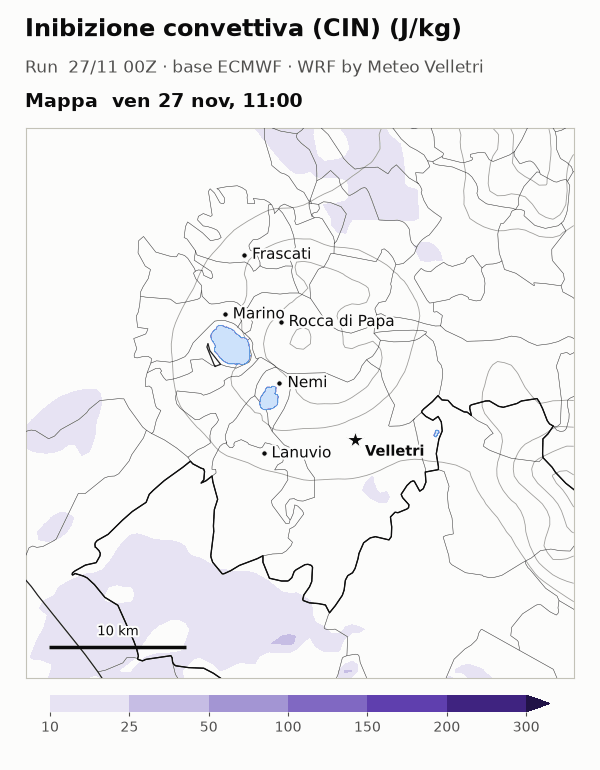 Inibizione convettiva (CIN) (J/kg)
Run  27/11 00Z · base ECMWF · WRF by Meteo Velletri
Mappa  ven 27 nov, 11:00
Frascati
Marino
Rocca di Papa
Nemi
Velletri
Lanuvio
10 km
10 25 50 100 150 200 300